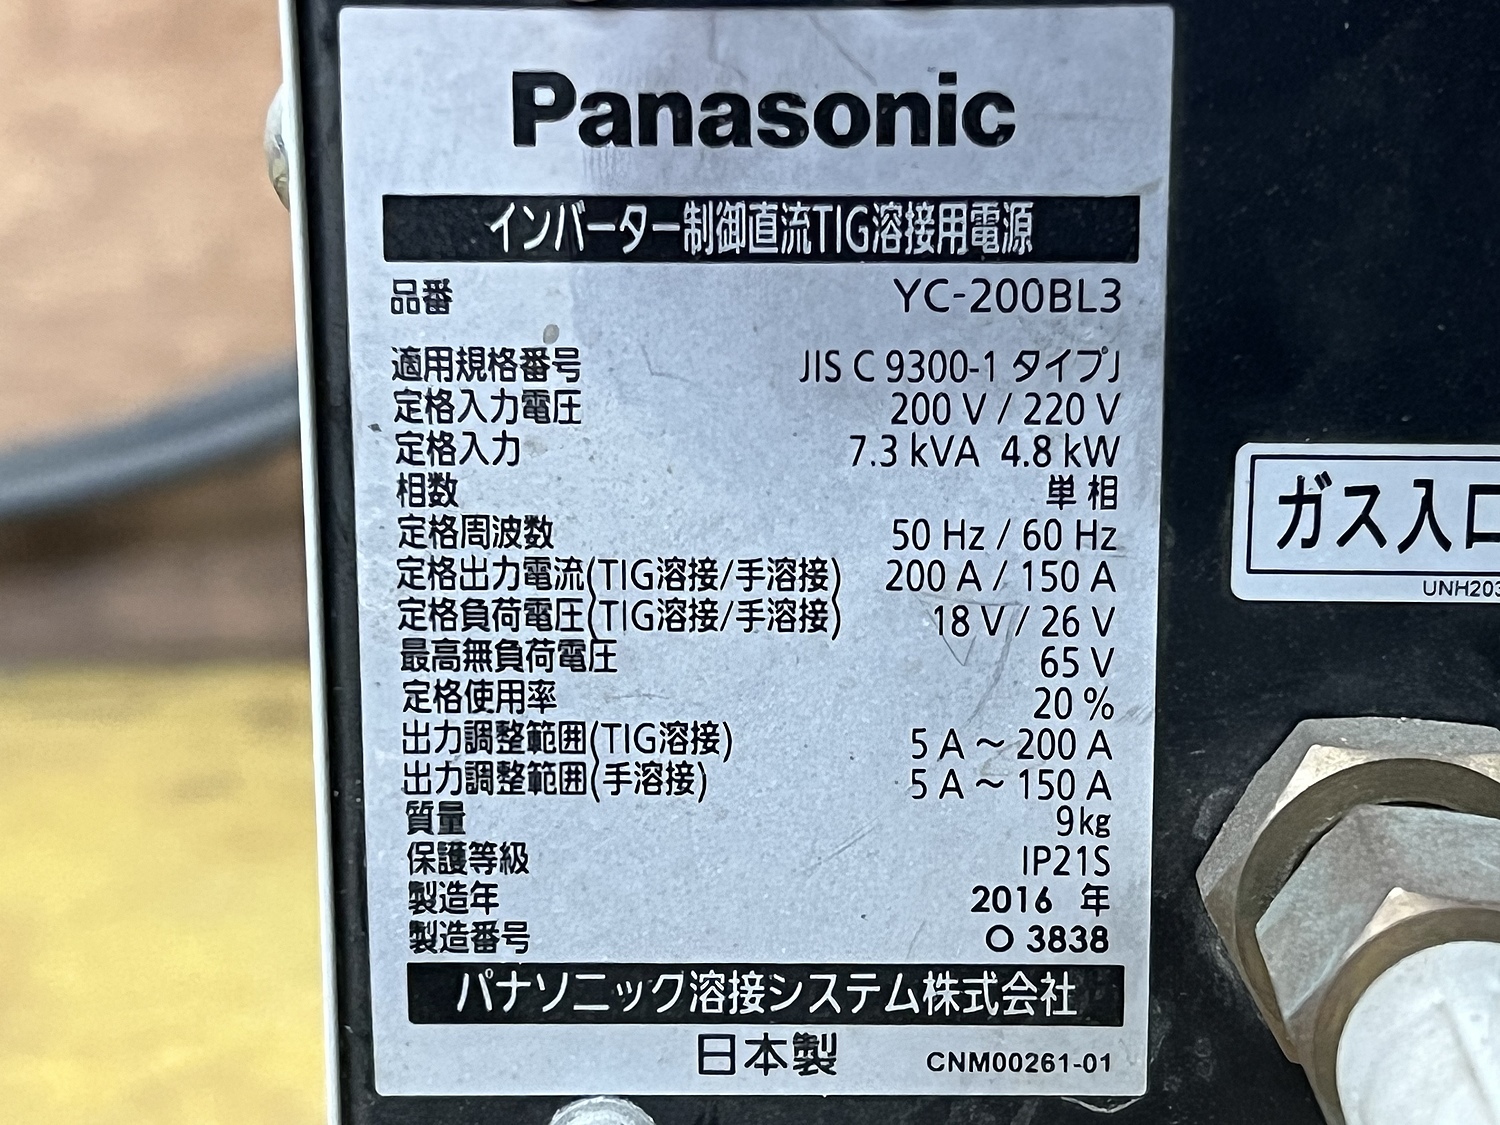 Panasonic
インバーター制御直流TIG溶接用電源
品番 YC-200BL3
適用規格番号 JIS C 9300-1 タイプJ
定格入力電圧 200 V / 220 V
定格入力 7.3 kVA 4.8 kW
相数 単 相
定格周波数 50 Hz / 60 Hz
定格出力電流(TIG溶接/手溶接) 200 A / 150 A
定格負荷電圧(TIG溶接/手溶接) 18 V / 26 V
最高無負荷電圧 65 V
定格使用率 20 %
出力調整範囲(TIG溶接) 5 A ～ 200 A
出力調整範囲(手溶接) 5 A ～ 150 A
質量 9kg
保護等級 IP21S
製造年 2016 年
製造番号 O 3838
パナソニック溶接システム株式会社
日本製 CNM00261-01
ガス入口
UNH203